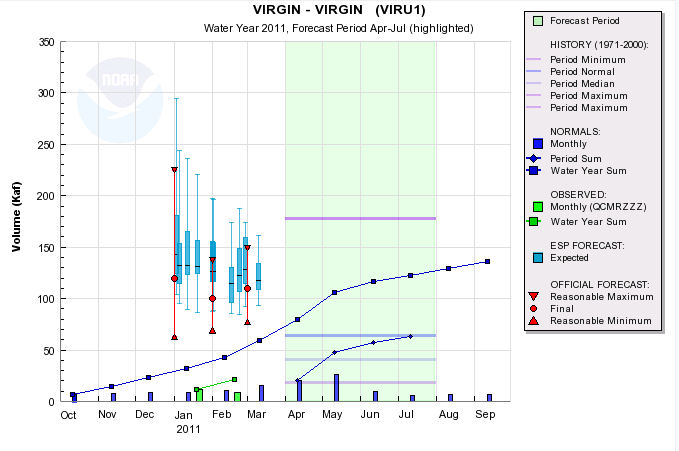 VIRGIN - VIRGIN (VIRU1)
Water Year 2011, Forecast Period Apr-Jul (highlighted)
NOAA
Volume (Kaf)
350
300
250
200
150
100
50
0
Oct Nov Dec Jan Feb Mar Apr May Jun Jul Aug Sep
2011
Forecast Period
HISTORY (1971-2000):
Period Minimum
Period Normal
Period Median
Period Maximum
Period Maximum
NORMALS:
Monthly
Period Sum
Water Year Sum
OBSERVED:
Monthly (QCMRZZZ)
Water Year Sum
ESP FORECAST:
Expected
OFFICIAL FORECAST:
Reasonable Maximum
Final
Reasonable Minimum